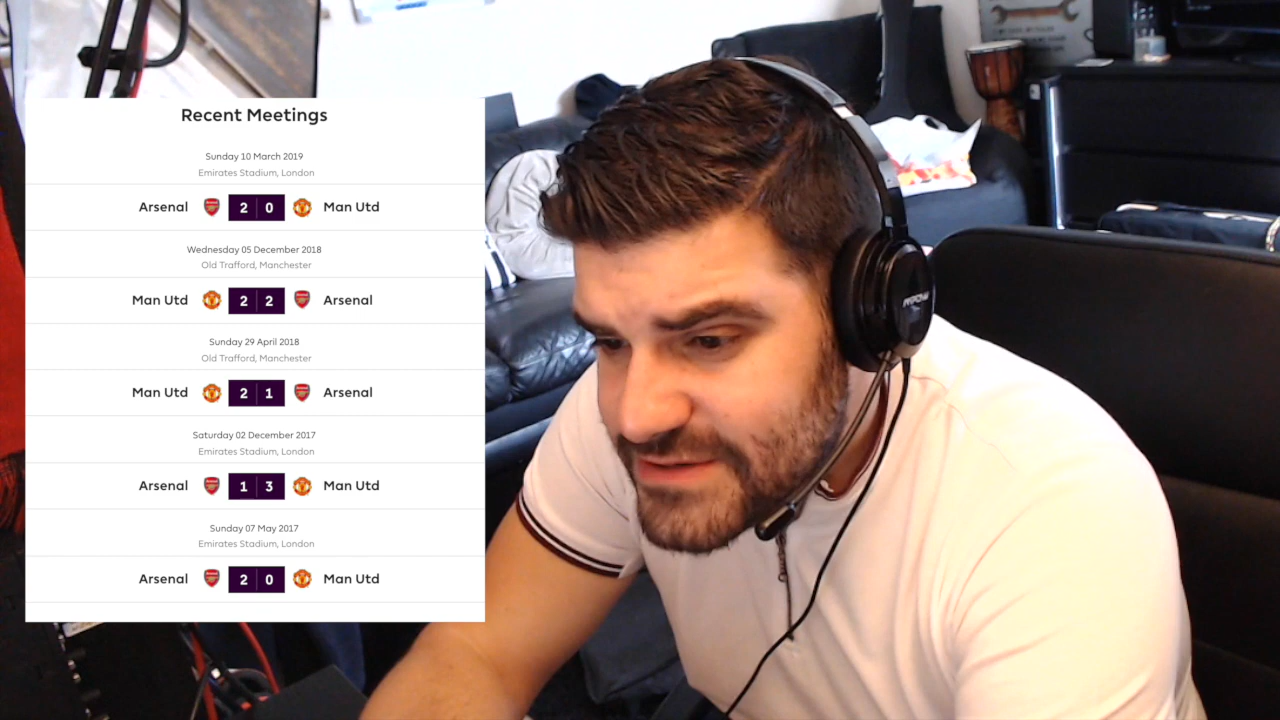 Recent Meetings
Sunday 10 March 2019
Emirates Stadium, London
Arsenal 2 0 Man Utd
Wednesday 05 December 2018
Old Trafford, Manchester
Man Utd 2 2 Arsenal
Sunday 29 April 2018
Old Trafford, Manchester
Man Utd 2 1 Arsenal
Saturday 02 December 2017
Emirates Stadium, London
Arsenal 1 3 Man Utd
Sunday 07 May 2017
Emirates Stadium, London
Arsenal 2 0 Man Utd